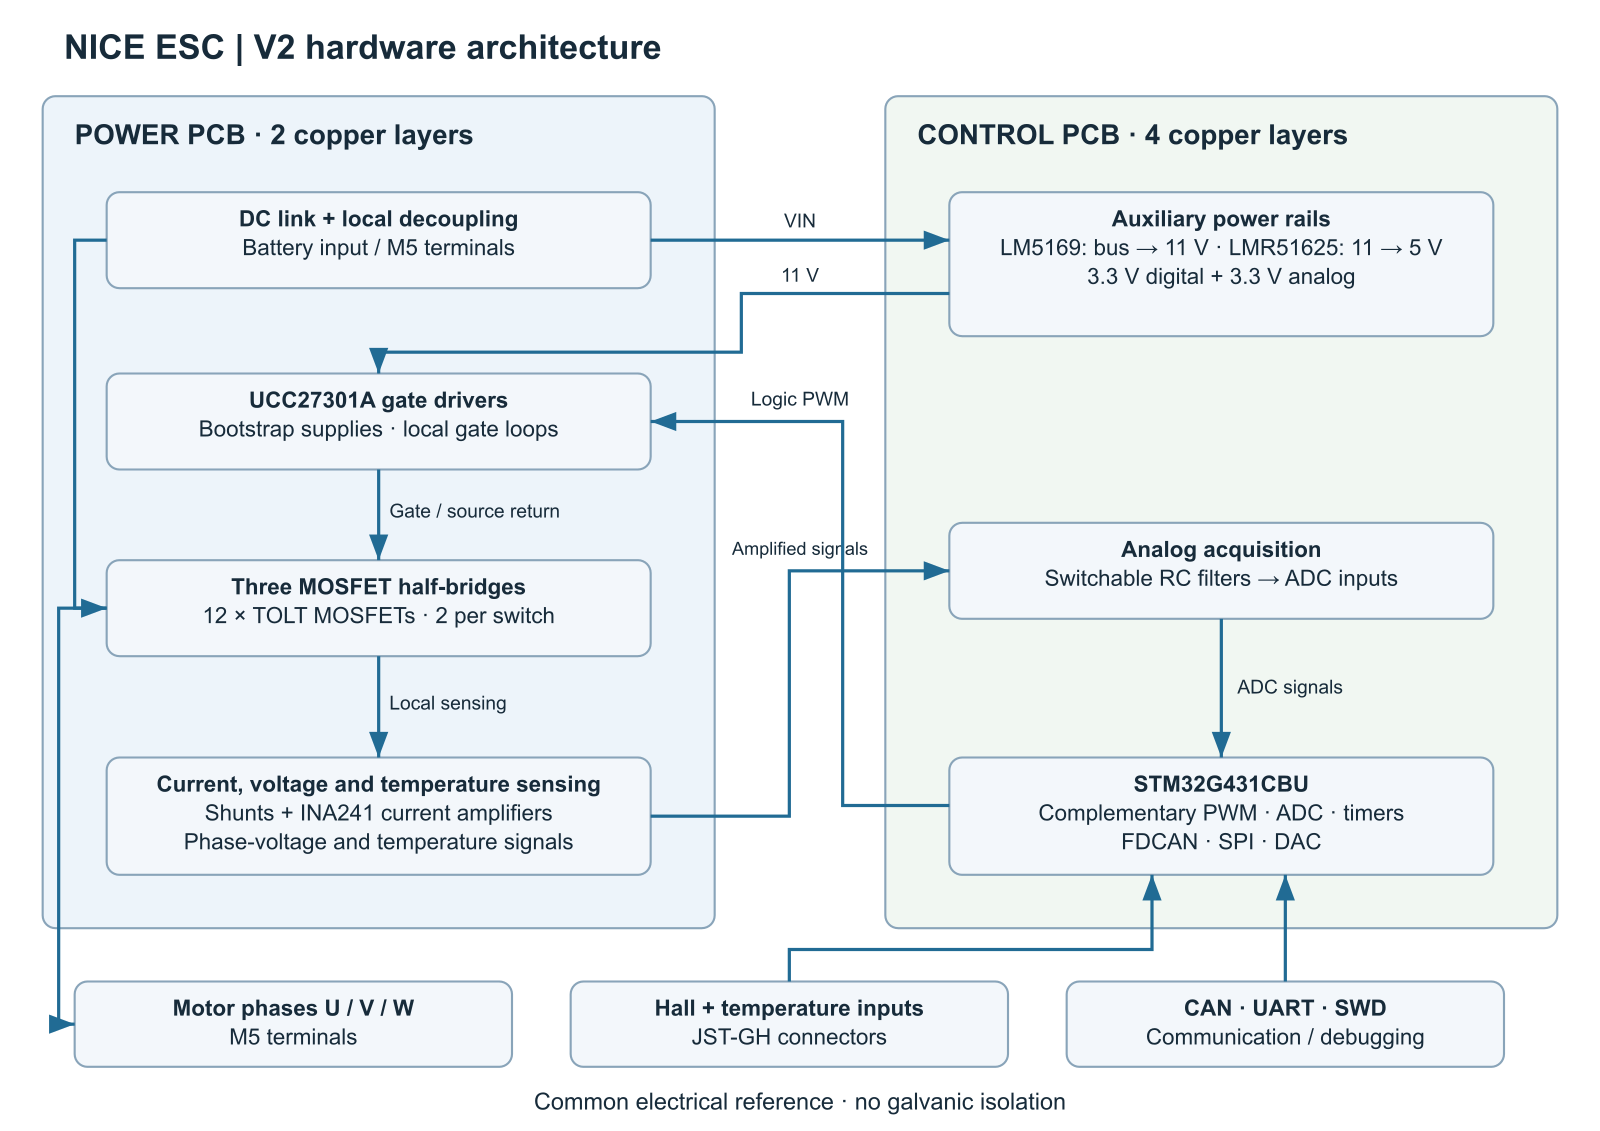 NICE ESC | V2 hardware architecture
POWER PCB · 2 copper layers
DC link + local decoupling
Battery input / M5 terminals
UCC27301A gate drivers
Bootstrap supplies · local gate loops
Gate / source return
Three MOSFET half-bridges
12 × TOLT MOSFETs · 2 per switch
Local sensing
Current, voltage and temperature sensing
Shunts + INA241 current amplifiers
Phase-voltage and temperature signals
VIN
11 V
Logic PWM
Amplified signals
CONTROL PCB · 4 copper layers
Auxiliary power rails
LM5169: bus → 11 V · LMR51625: 11 → 5 V
3.3 V digital + 3.3 V analog
Analog acquisition
Switchable RC filters → ADC inputs
ADC signals
STM32G431CBU
Complementary PWM · ADC · timers
FDCAN · SPI · DAC
Motor phases U / V / W
M5 terminals
Hall + temperature inputs
JST-GH connectors
CAN · UART · SWD
Communication / debugging
Common electrical reference · no galvanic isolation